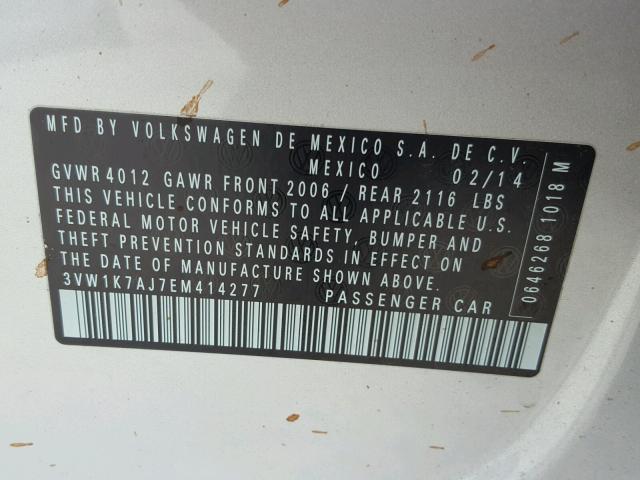 MFD BY VOLKSWAGEN DE MEXICO S.A. DE C.V.
MEXICO 02/14
GVWR 4012 GAWR FRONT 2006 / REAR 2116 LBS
THIS VEHICLE CONFORMS TO ALL APPLICABLE U.S.
FEDERAL MOTOR VEHICLE SAFETY, BUMPER AND
THEFT PREVENTION STANDARDS IN EFFECT ON
THE DATE OF MANUFACTURE SHOWN ABOVE.
3VW1K7AJ7EM414277 PASSENGER CAR
0646268 1018 M